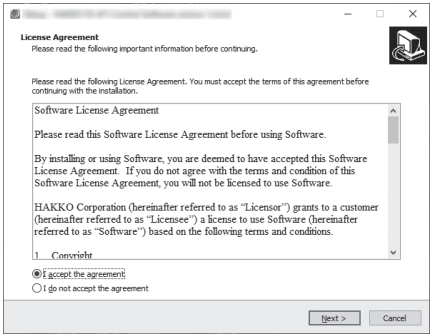 License Agreement
Please read the following important information before continuing.
Please read the following License Agreement. You must accept the terms of this agreement before
continuing with the installation.
Software License Agreement
Please read this Software License Agreement before using Software.
By installing or using Software, you are deemed to have accepted this Software
License Agreement. If you do not agree with the terms and condition of this
Software License Agreement, you will not be licensed to use Software.
HAKKO Corporation (hereinafter referred to as “Licensor”) grants to a customer
(hereinafter referred to as “Licensee”) a license to use Software (hereinafter
referred to as “Software”) based on the following terms and conditions.
1. Copyright
I accept the agreement
I do not accept the agreement
Next >
Cancel